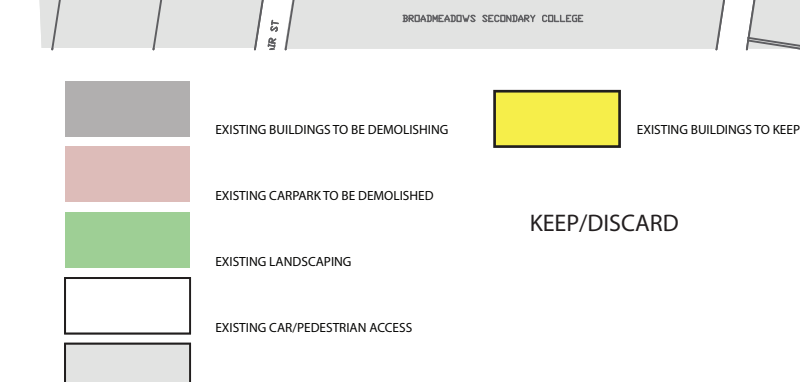 BROADMEADOWS SECONDARY COLLEGE
ST
EXISTING BUILDINGS TO BE DEMOLISHING
EXISTING BUILDINGS TO KEEP
EXISTING CARPARK TO BE DEMOLISHED
KEEP/DISCARD
EXISTING LANDSCAPING
EXISTING CAR/PEDESTRIAN ACCESS